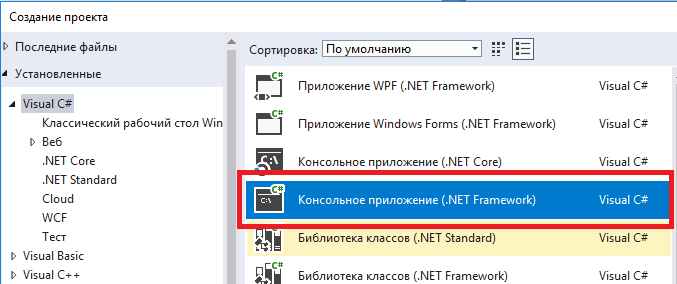 Создание проекта
Последние файлы
Установленные
Visual C#
Классический рабочий стол Win
Веб
.NET Core
.NET Standard
Cloud
WCF
Тест
Visual Basic
Visual C++
Сортировка: По умолчанию
Приложение WPF (.NET Framework) Visual C#
Приложение Windows Forms (.NET Framework) Visual C#
Консольное приложение (.NET Core) Visual C#
Консольное приложение (.NET Framework) Visual C#
Библиотека классов (.NET Standard) Visual C#
Библиотека классов (.NET Framework) Visual C#